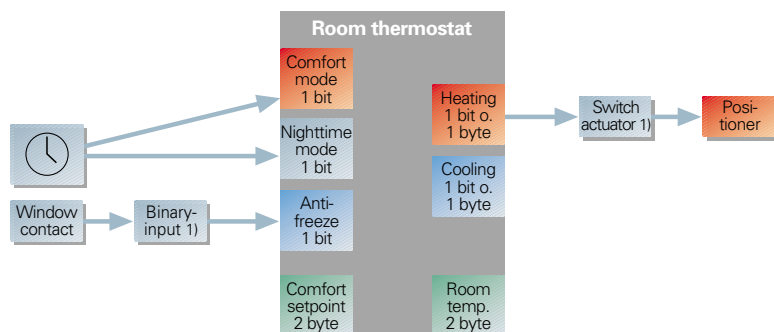 Room thermostat
Comfort
mode
1 bit
Nighttime
mode
1 bit
Window
contact
Binary-
input 1)
Anti-
freeze
1 bit
Comfort
setpoint
2 byte
Heating
1 bit o.
1 byte
Cooling
1 bit o.
1 byte
Room
temp.
2 byte
Switch
actuator 1)
Posi-
tioner